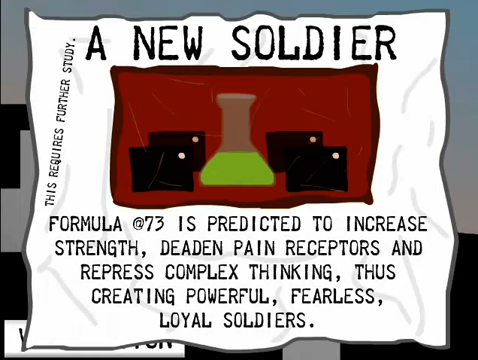 A NEW SOLDIER
THIS REQUIRES FURTHER STUDY.
FORMULA @73 IS PREDICTED TO INCREASE
STRENGTH, DEADEN PAIN RECEPTORS AND
REPRESS COMPLEX THINKING, THUS
CREATING POWERFUL, FEARLESS,
LOYAL SOLDIERS.